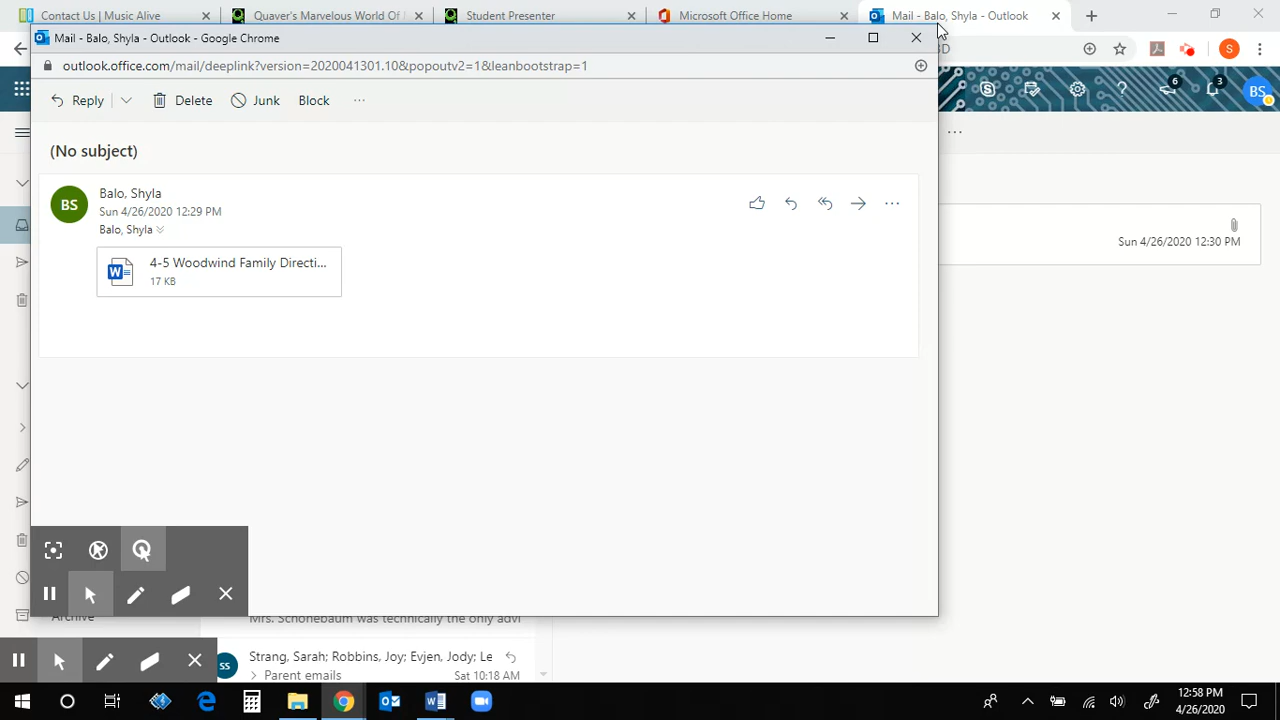 Contact Us | Music Alive
Quaver's Marvelous World Of
Student Presenter
Microsoft Office Home
Mail - Balo, Shyla - Outlook
Mail - Balo, Shyla - Outlook - Google Chrome
3D
S
outlook.office.com/mail/deeplink?version=2020041301.10&popoutv2=1&leanbootstrap=1
6
3
BS
Reply
Delete
Junk
Block
(No subject)
BS
Balo, Shyla
Sun 4/26/2020 12:29 PM
Balo, Shyla
Sun 4/26/2020 12:30 PM
4-5 Woodwind Family Directi...
17 KB
Archive
Mrs. Schonebaum was technically the only advi
SS
Strang, Sarah; Robbins, Joy; Evjen, Jody; Le
Parent emails
Sat 10:18 AM
12:58 PM
4/26/2020